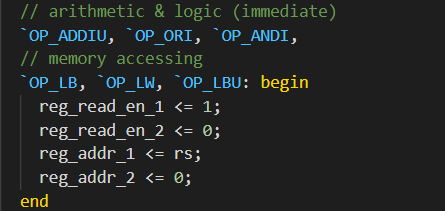 // arithmetic & logic (immediate)
`OP_ADDIU, `OP_ORI, `OP_ANDI,
// memory accessing
`OP_LB, `OP_LW, `OP_LBU: begin
reg_read_en_1 <= 1;
reg_read_en_2 <= 0;
reg_addr_1 <= rs;
reg_addr_2 <= 0;
end